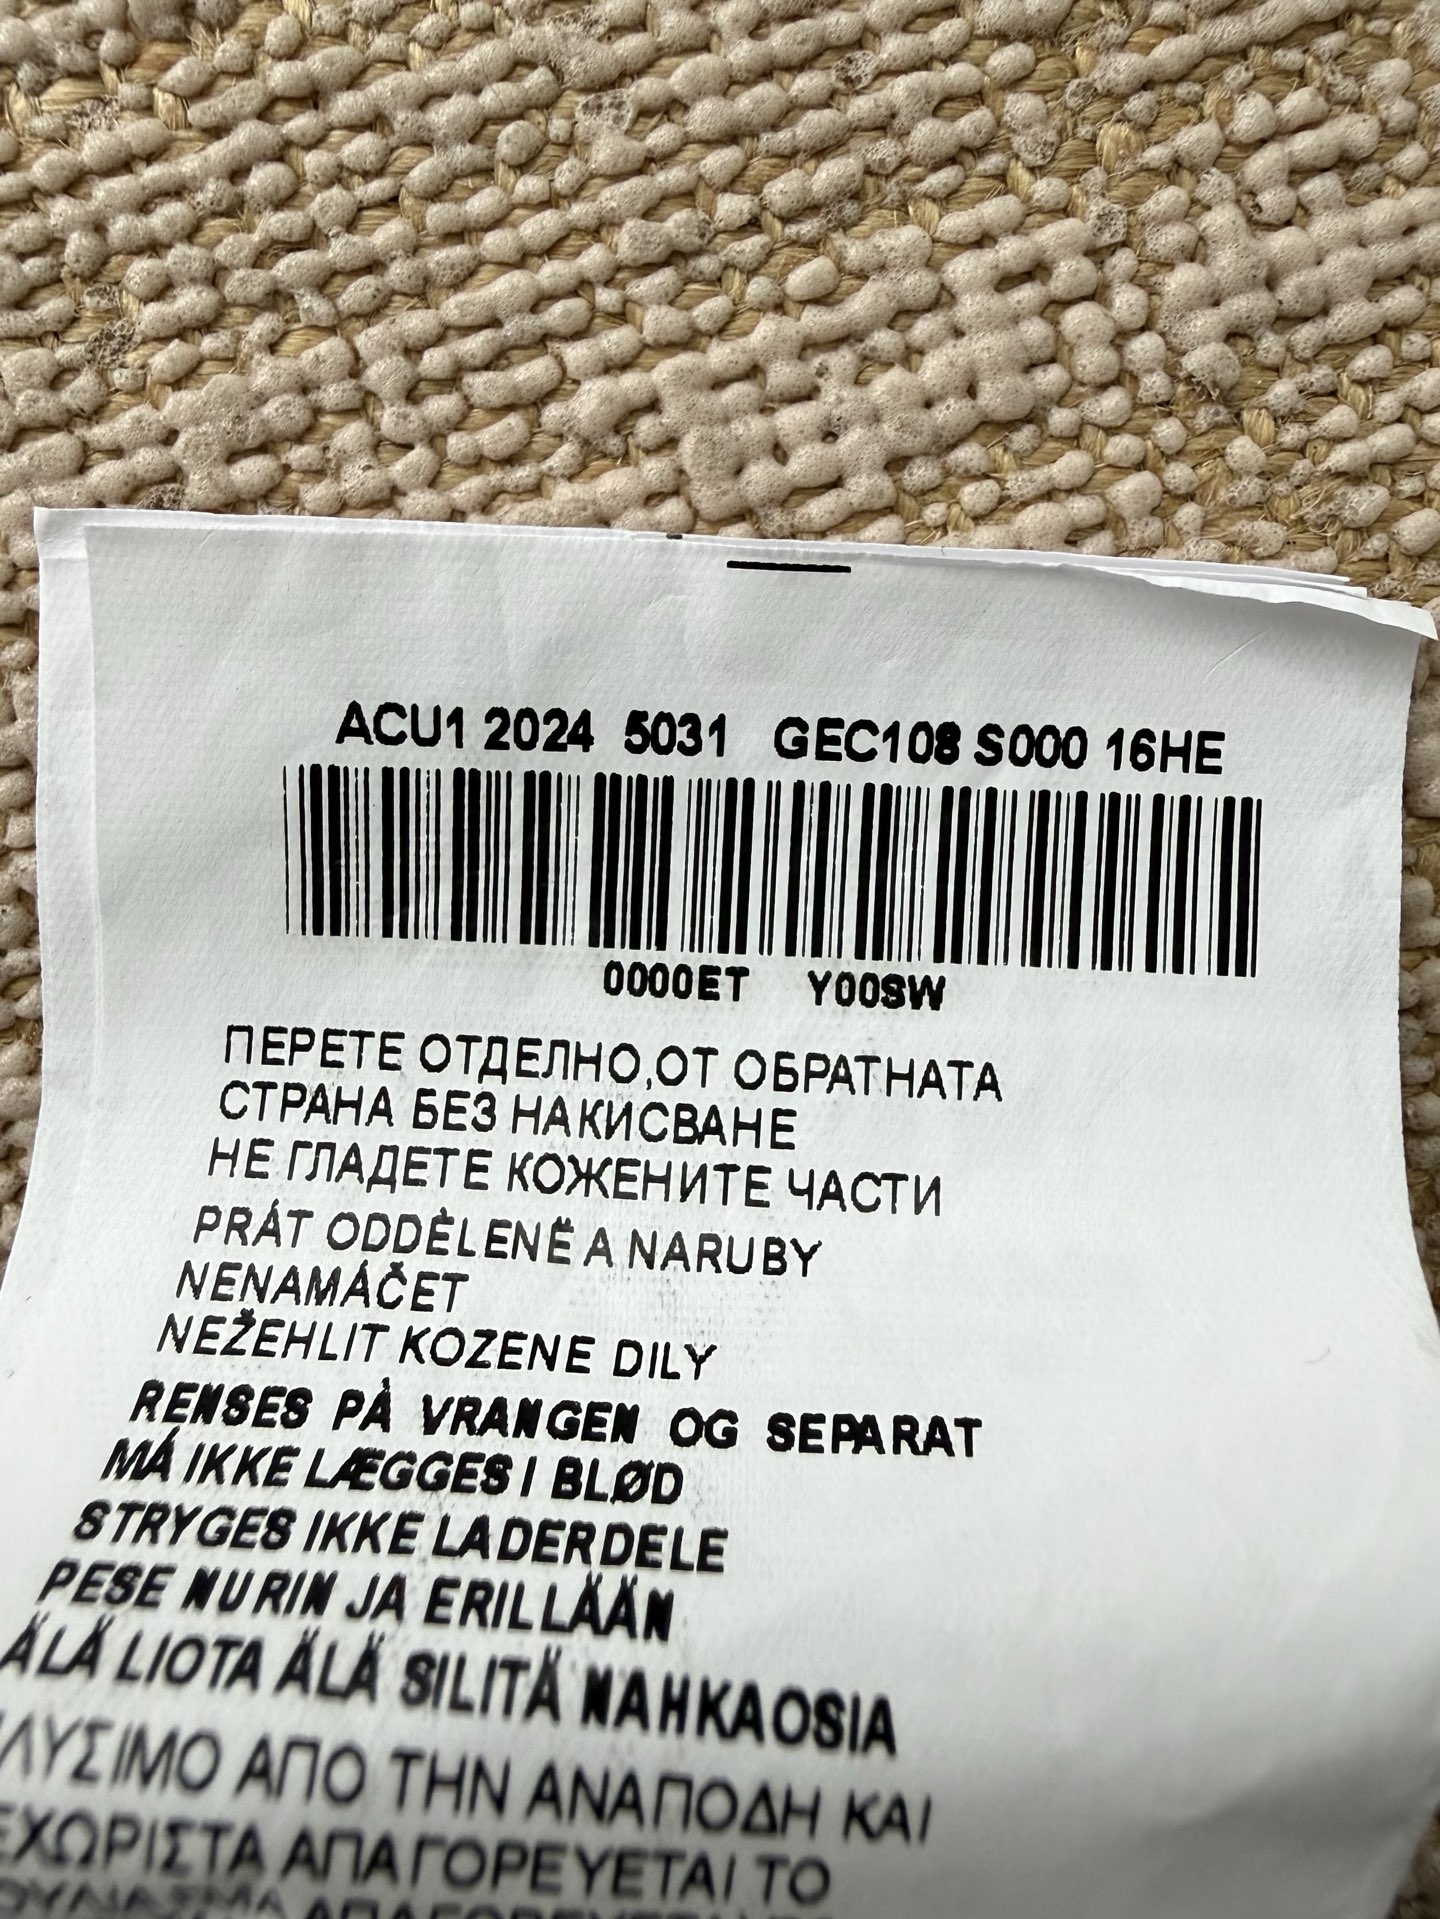 ACU1 2024 5031 GEC108 S000 16HE
0000ET Y00SW
ПЕРЕТЕ ОТДЕЛНО,ОТ ОБРАТНАТА
СТРАНА БЕЗ НАКИСВАНЕ
НЕ ГЛАДЕТЕ КОЖЕНИТЕ ЧАСТИ
PRÁT ODDĚLENĚ A NARUBY
NENAMÁČET
NEŽEHLIT KOZENE DILY
RENSES PÅ VRANGEN OG SEPARAT
MÁ IKKE LÆGGES I BLØD
STRYGES IKKE LADERDELE
PESE NURIN JA ERILLÄÄN
ÄLÄ LIOTA ÄLÄ SILITÄ NAHKAOSIA
ΑΠΟ ΤΗΝ ΑΝΑΠΟΔΗ ΚΑΙ
ΑΠΑΓΟΡΕΥΕΤΑΙ ΤΟ